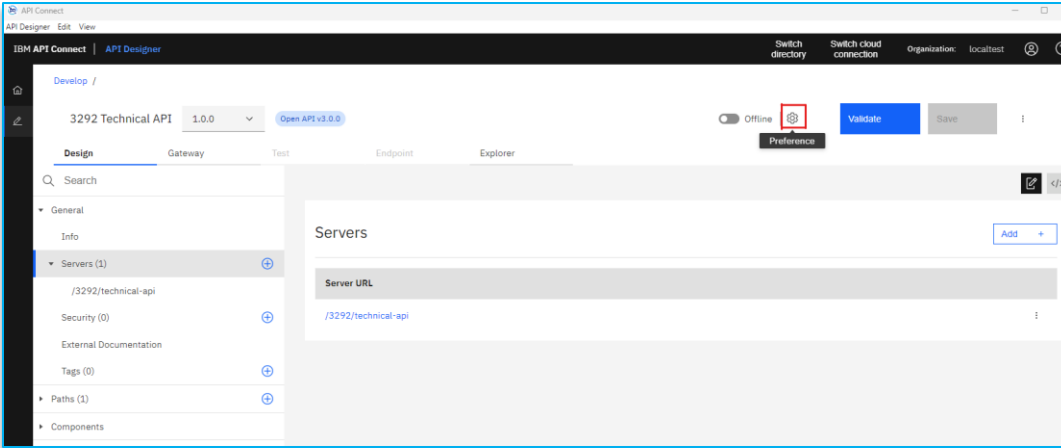 API Connect
API Designer Edit View
IBM API Connect | API Designer
Switch directory
Switch cloud connection
Organization: localtest
Develop /
3292 Technical API 1.0.0 Open API v3.0.0
Offline
Validate
Save
Preference
Design Gateway Test Endpoint Explorer
Search
General
Info
Servers (1)
/3292/technical-api
Security (0)
External Documentation
Tags (0)
Paths (1)
Components
Servers
Add +
Server URL
/3292/technical-api